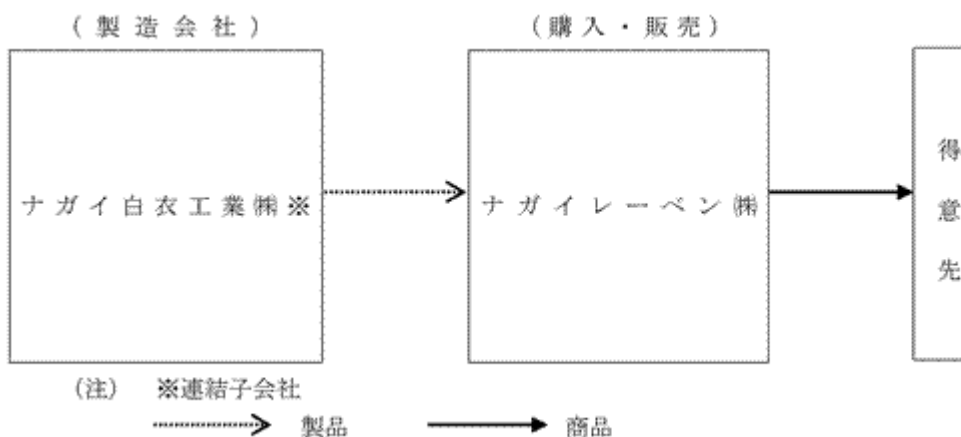 (製造会社)
(購入・販売)
ナガイ白衣工業㈱※
ナガイレーベン㈱
得意先
(注) ※連結子会社
製品
商品